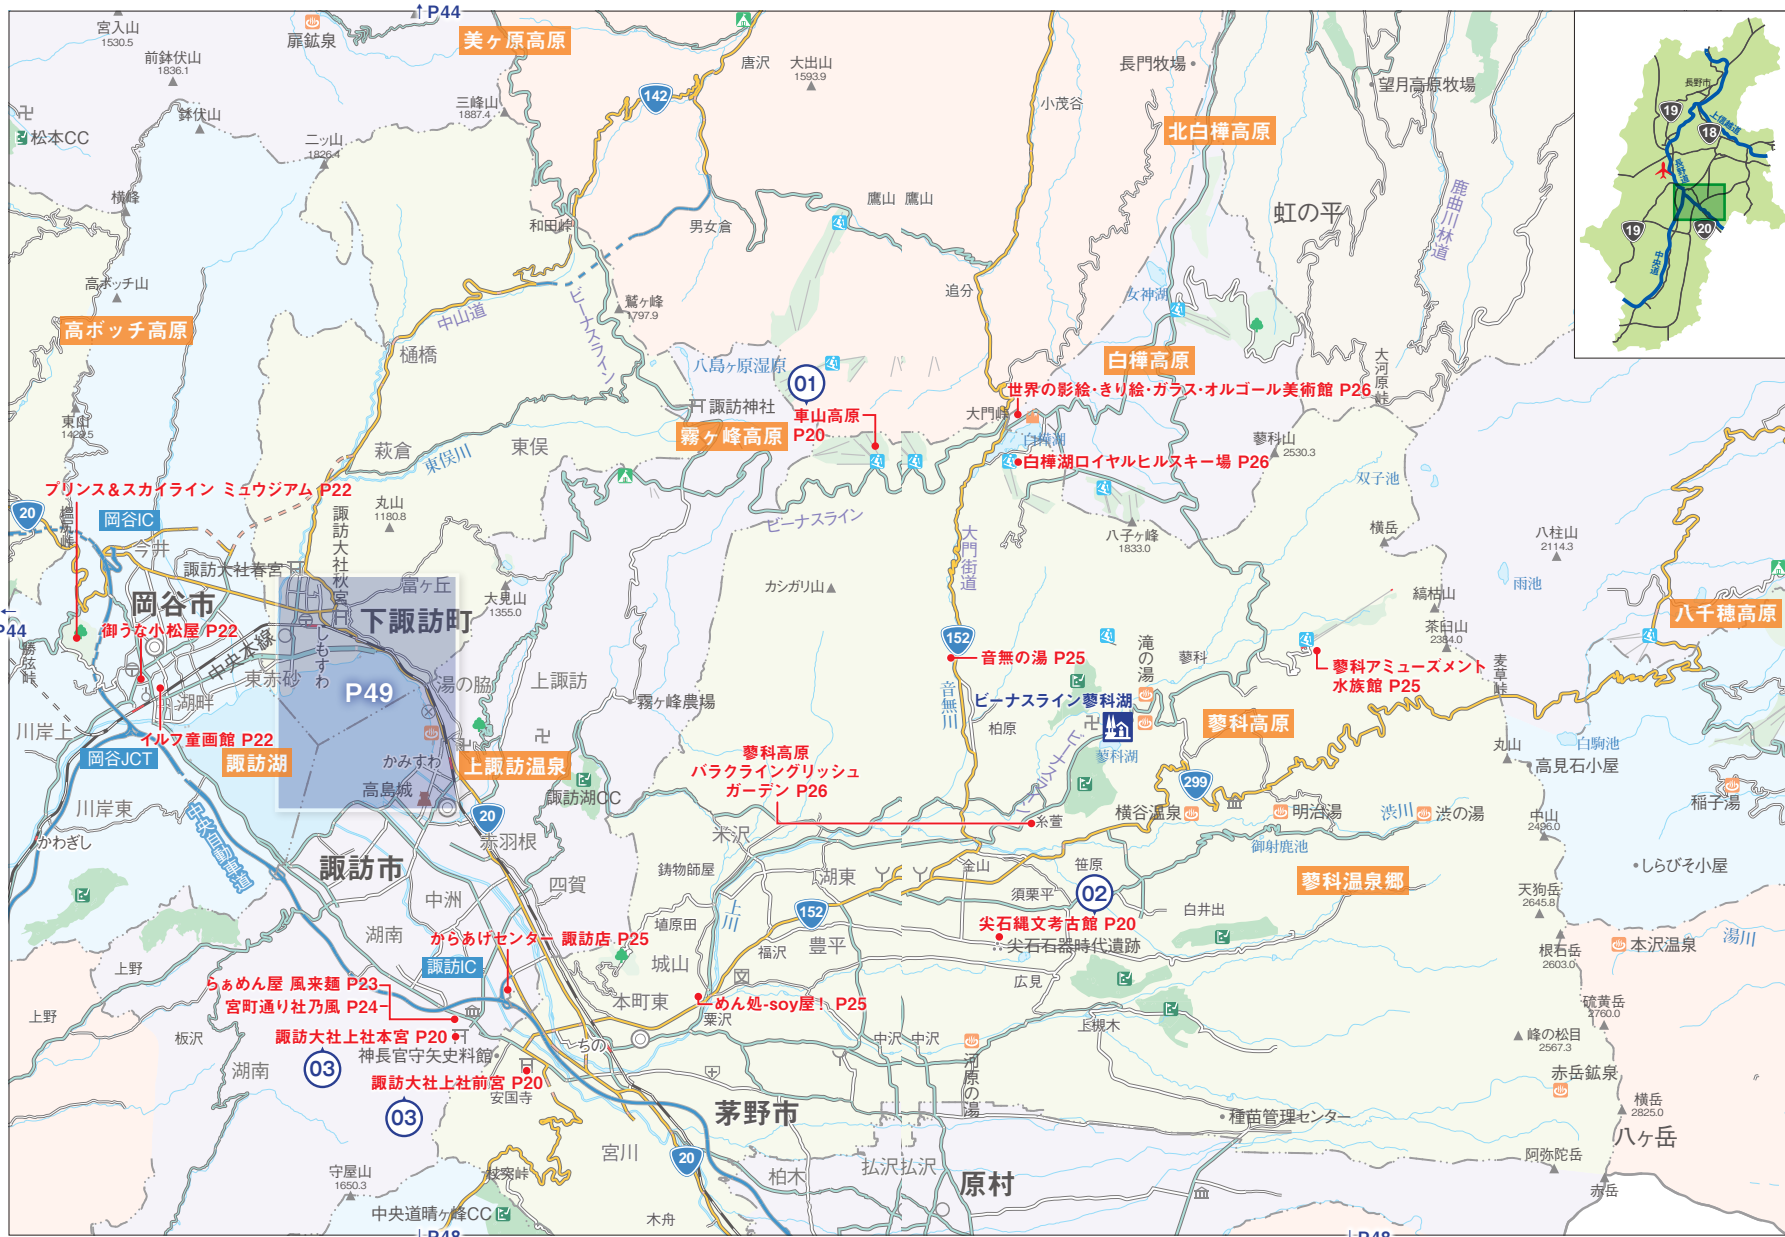 ↑P44
宮入山
1530.5
扉鉱泉
美ヶ原高原
前鉢伏山
1836.1
唐沢
大出山
1593.9
長門牧場
望月高原牧場
142
三峰山
1887.4
小茂谷
鉢伏山
松本CC
二ッ山
1826.4
北白樺高原
横峰
鷹山 鷹山
虹の平
鹿曲川林道
和田峠
男女倉
高ボッチ山
ビーナスライン
鷲ヶ峰
1797.9
追分
女神湖
中山道
高ボッチ高原
樋橋
八島ヶ原湿原
01
白樺高原
大河原峠
世界の影絵・きり絵・ガラス・オルゴール美術館 P26
諏訪神社
車山高原
P20
大門峠
東山
1429.5
霧ヶ峰高原
白樺湖
蓼科山
2530.3
萩倉
東俣川
東俣
白樺湖ロイヤルヒルスキー場 P26
双子池
プリンス&スカイライン ミュウジアム P22
丸山
1180.8
20
塩尻峠
岡谷IC
諏訪大社秋宮
ビーナスライン
大門街道
八子ヶ峰
1833.0
横岳
八柱山
2114.3
今井
諏訪大社春宮
富ヶ丘
大見山
1355.0
カシガリ山
雨池
縞枯山
岡谷市
下諏訪町
茶臼山
2384.0
八千穂高原
P44
御うな小松屋 P22
しもすわ
152
音無の湯 P25
滝の湯
蓼科
勝弦峠
中央本線
東赤砂
P49
湯の脇
上諏訪
霧ヶ峰農場
蓼科アミューズメント
水族館 P25
麦草峠
湖畔
音無川
ビーナスライン蓼科湖
柏原
蓼科高原
川岸上
イルフ童画館 P22
岡谷JCT
諏訪湖
かみすわ
上諏訪温泉
蓼科高原
バラクライングリッシュ
ガーデン P26
ビーナスライン
蓼科湖
丸山
白駒池
高見石小屋
高島城
諏訪湖CC
299
川岸東
中央自動車道
20
横谷温泉
明治湯
渋川
渋の湯
稲子湯
かわぎし
赤羽根
米沢
糸萱
御射鹿池
中山
2496.0
諏訪市
鋳物師屋
湖東
金山
笹原
しらびそ小屋
四賀
須栗平
02
蓼科温泉郷
天狗岳
2645.8
中洲
上川
埴原田
152
白井出
湖南
からあげセンター 諏訪店 P25
福沢
豊平
尖石縄文考古館 P20
尖石石器時代遺跡
根石岳
2603.0
本沢温泉
湯川
上野
諏訪IC
城山
広見
らぁめん屋 風来麺 P23
宮町通り社乃風 P24
本町東
めん処-soy屋! P25
硫黄岳
2760.0
上野
粟沢
上槻木
板沢
諏訪大社上社本宮 P20
中沢 中沢
峰の松目
2567.3
神長官守矢史料館
ちの
湖南
03
諏訪大社上社前宮 P20
安国寺
河原の湯
赤岳鉱泉
03
茅野市
種苗管理センター
横岳
2825.0
八ヶ岳
宮川
20
守屋山
1650.3
杖突峠
柏木
払沢 払沢
原村
阿弥陀岳
赤岳
中央道晴ヶ峰CC
木舟
↓P48
↓P48
長野市
19
上信越道
18
19
20
中央道